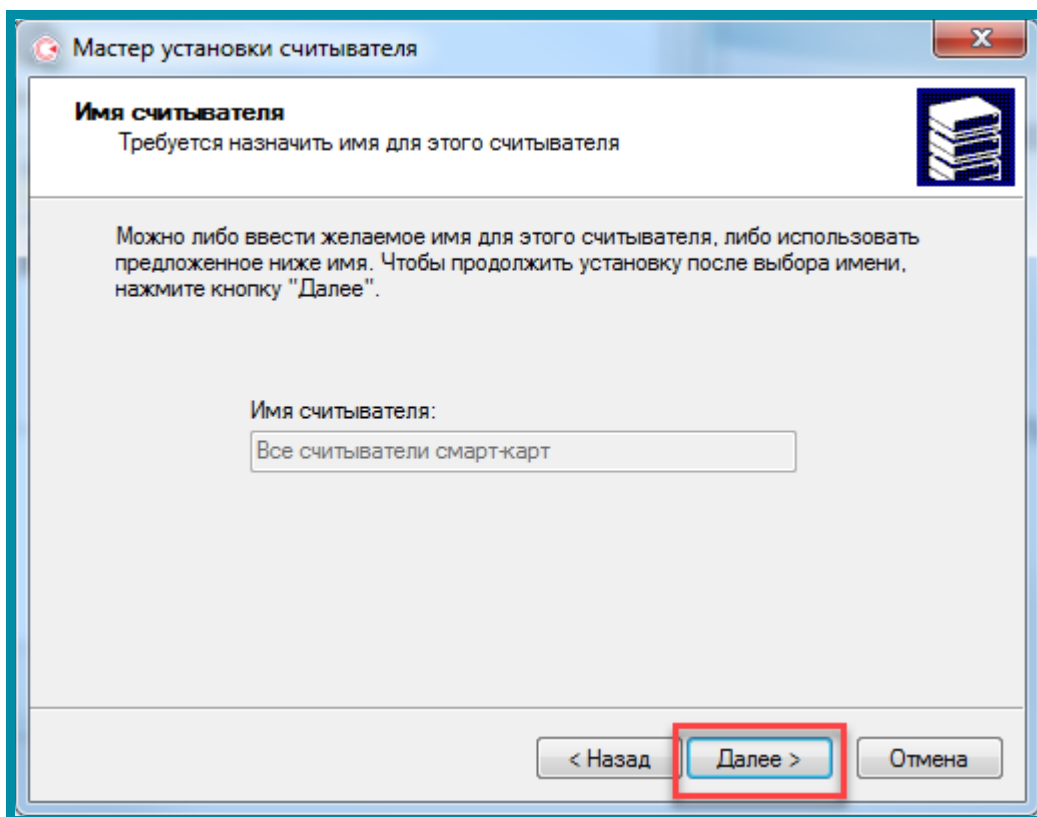 Мастер установки считывателя
Имя считывателя
Требуется назначить имя для этого считывателя
Можно либо ввести желаемое имя для этого считывателя, либо использовать
предложенное ниже имя. Чтобы продолжить установку после выбора имени,
нажмите кнопку "Далее".
Имя считывателя:
Все считыватели смарт-карт
< Назад
Далее >
Отмена